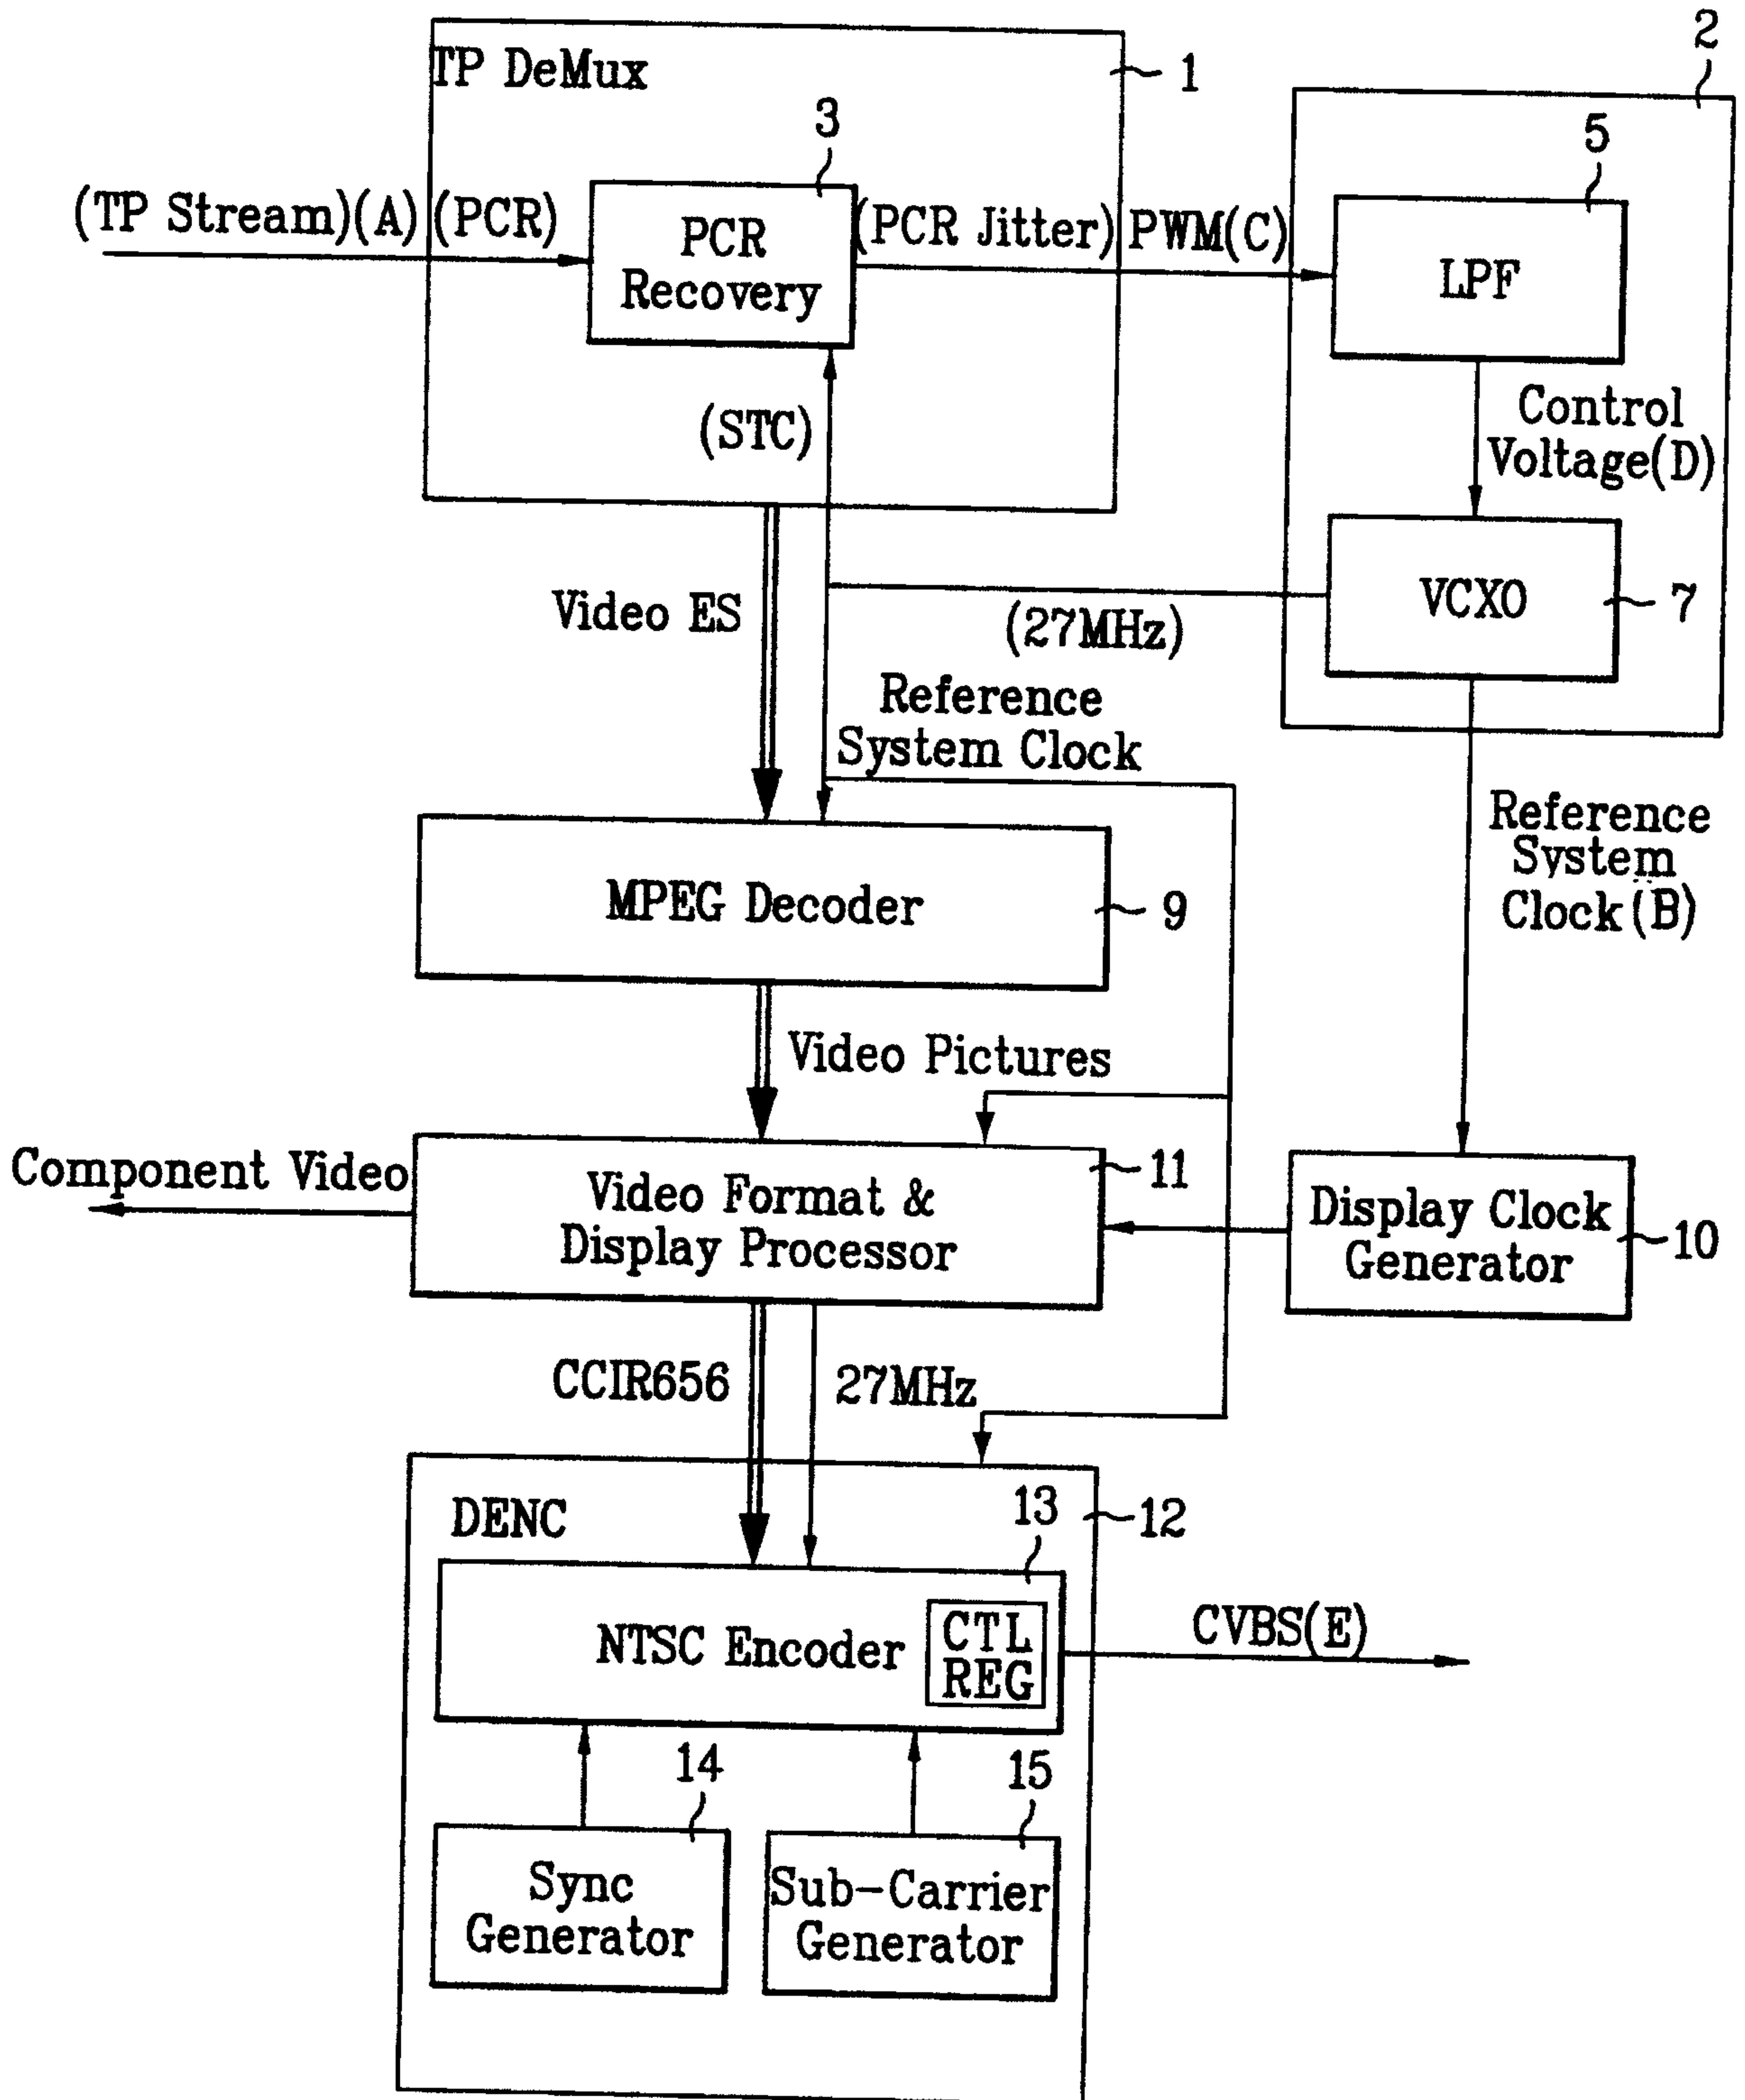 2
TP DeMux
1
3
5
(TP Stream)(A)
(PCR)
(PCR Jitter)
PWM(C)
PCR
Recovery
LPF
(STC)
Control
Voltage(D)
Video ES
(27MHz)
VCXO
7
Reference
System Clock
Reference
System
Clock(B)
MPEG Decoder
9
Video Pictures
Component Video
Video Format &
Display Processor
11
Display Clock
Generator
10
CCIR656
27MHz
DENC
13
12
NTSC Encoder
CTL
REG
CVBS(E)
14
15
Sync
Generator
Sub-Carrier
Generator